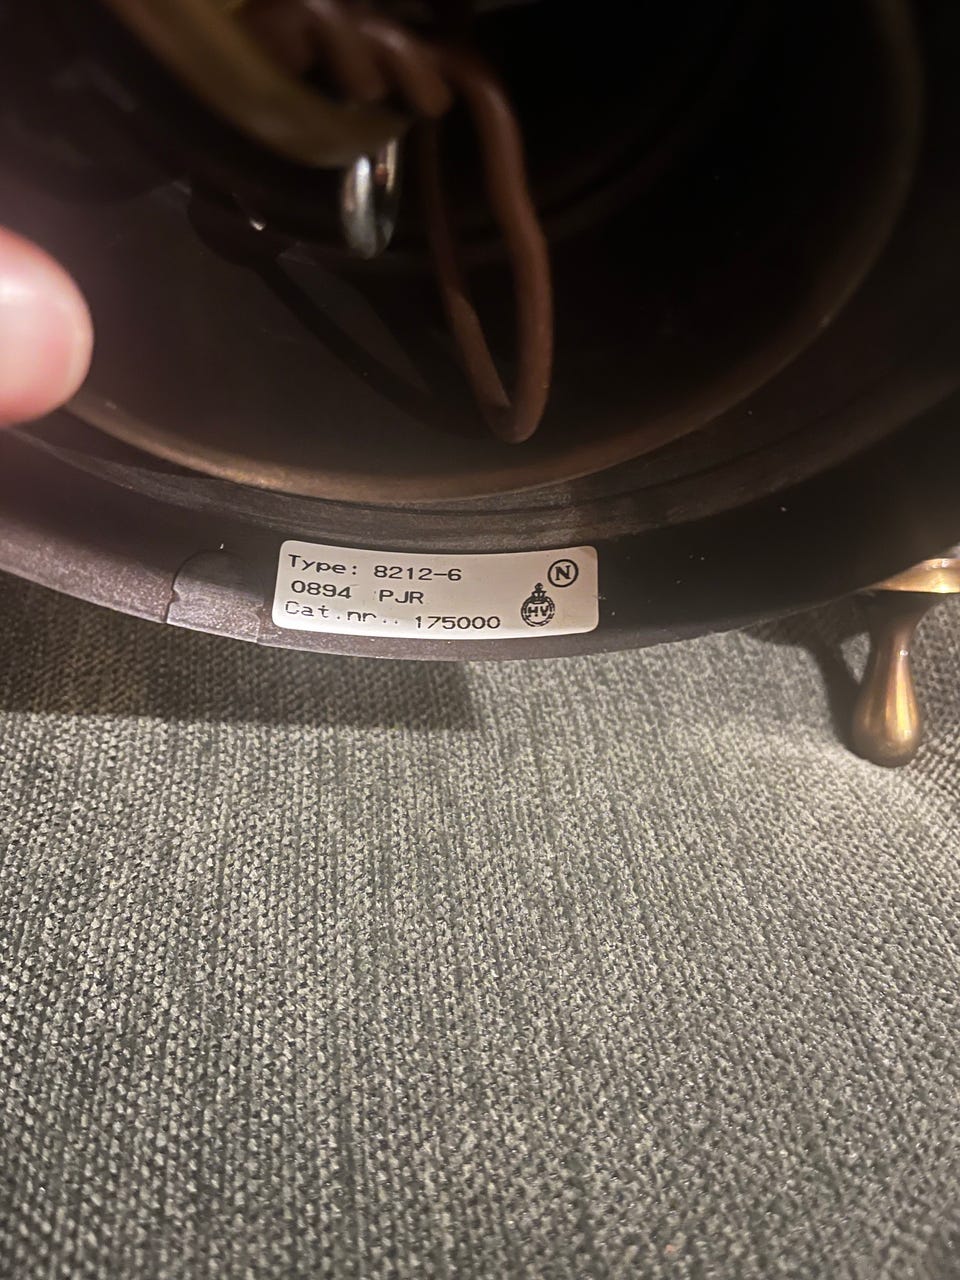 Type: 8212-6 N
0894 PJR
Cat.nr.: 175000 HV